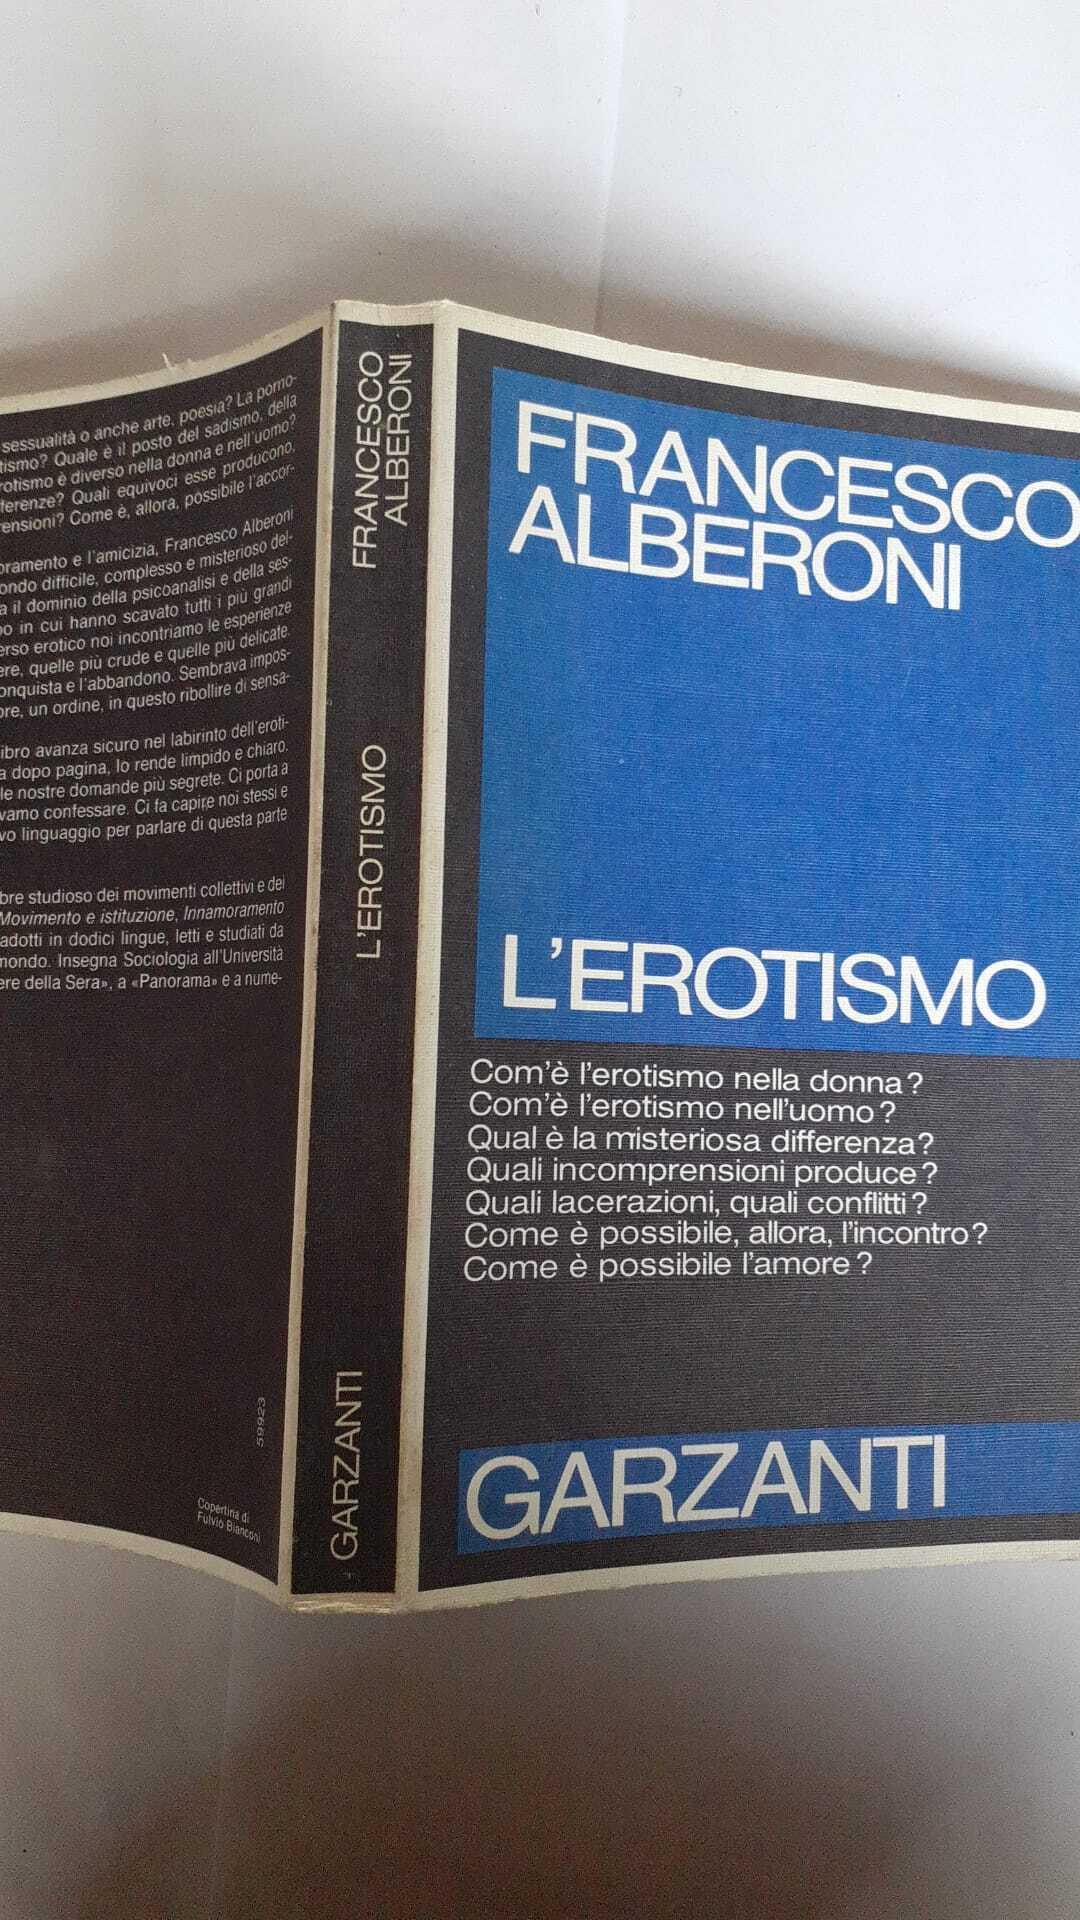 sessualità o anche arte, poesia? La porno-
tismo? Quale è il posto del sadismo, della
rotismo è diverso nella donna e nell'uomo?
ferenze? Quali equivoci esse producono,
rensioni? Come è, allora, possibile l'accor-
oramento e l'amicizia, Francesco Alberoni
ondo difficile, complesso e misterioso del-
a il dominio della psicoanalisi e della ses-
po in cui hanno scavato tutti i più grandi
erso erotico noi incontriamo le esperienze
ere, quelle più crude e quelle più delicate.
onquista e l'abbandono. Sembrava impos-
ore, un ordine, in questo ribollire di sensa-
ibro avanza sicuro nel labirinto dell'eroti-
a dopo pagina, lo rende limpido e chiaro.
le nostre domande più segrete. Ci porta a
vamo confessare. Ci fa capire noi stessi e
vo linguaggio per parlare di questa parte
bre studioso dei movimenti collettivi e dei
Movimento e istituzione, Innamoramento
adotti in dodici lingue, letti e studiati da
mondo. Insegna Sociologia all'Università
ere della Sera», a «Panorama» e a nume-
59923
Copertina di
Fulvio Bianconi
FRANCESCO
ALBERONI
L'EROTISMO
GARZANTI
FRANCESCO
ALBERONI
L'EROTISMO
Com'è l'erotismo nella donna?
Com'è l'erotismo nell'uomo?
Qual è la misteriosa differenza?
Quali incomprensioni produce?
Quali lacerazioni, quali conflitti?
Come è possibile, allora, l'incontro?
Come è possibile l'amore?
GARZANTI